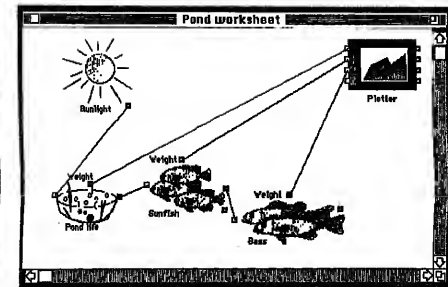 Pond worksheet
Sunlight
Plotter
Weight
Weight
Sunfish
Pond life
Weight
Bass